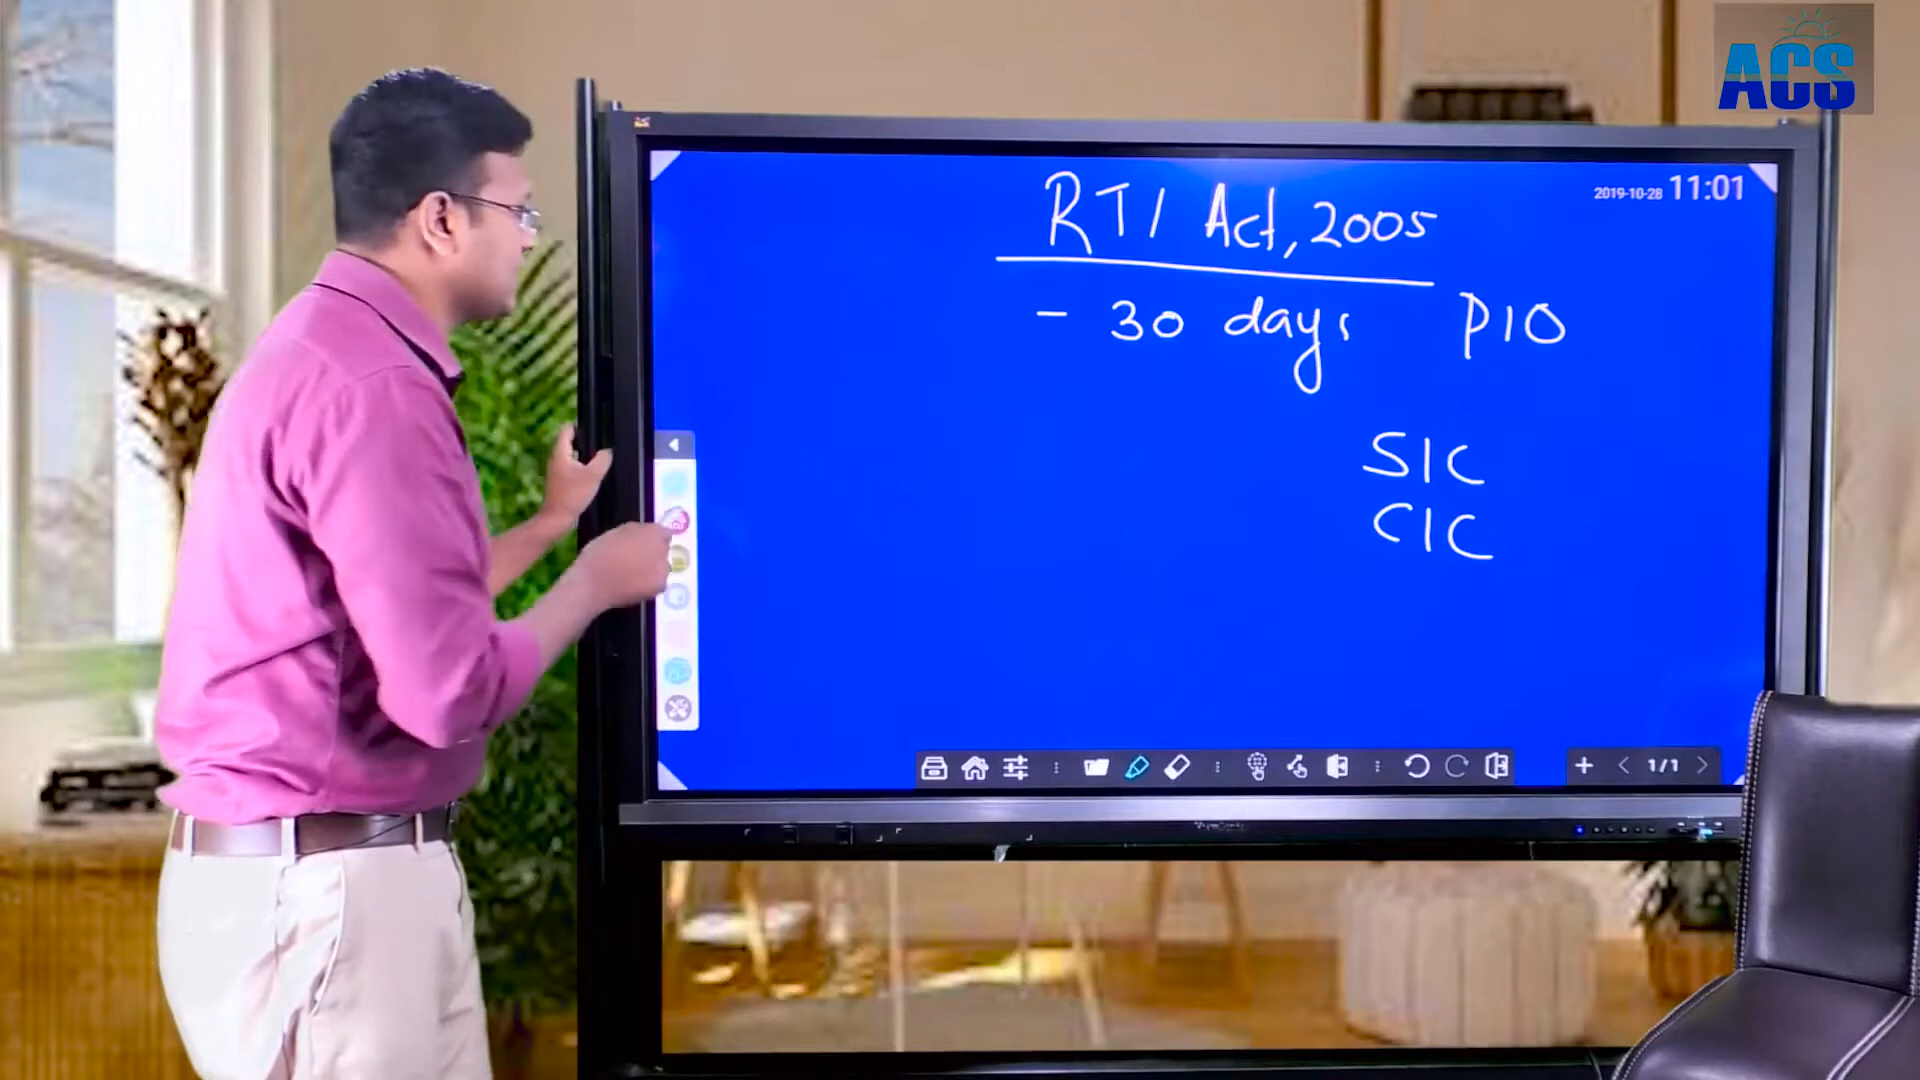 ACS
2019-10-28 11:01
RTI Act, 2005
- 30 days PIO
SIC
CIC
1/1